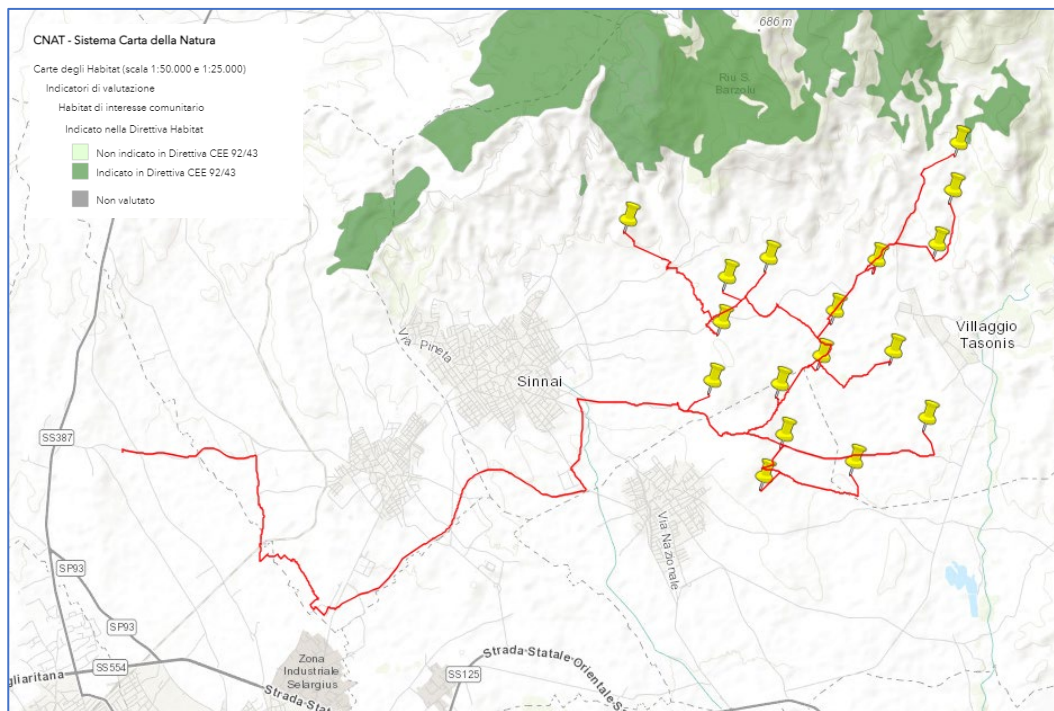 CNAT - Sistema Carta della Natura
Carte degli Habitat (scala 1:50.000 e 1:25.000)
Indicatori di valutazione
Habitat di interesse comunitario
Indicato nella Direttiva Habitat
Non indicato in Direttiva CEE 92/43
Indicato in Direttiva CEE 92/43
Non valutato
686 m
Riu S.
Barzolu
Villaggio
Tasonis
Via Pineta
Sinnai
SS387
Via Nazionale
SP93
SP93
SS554
gliaritana
Strada-Stat
Zona
Industriale
Selargius
SS125
Strada-Statale-Orientale-Sa